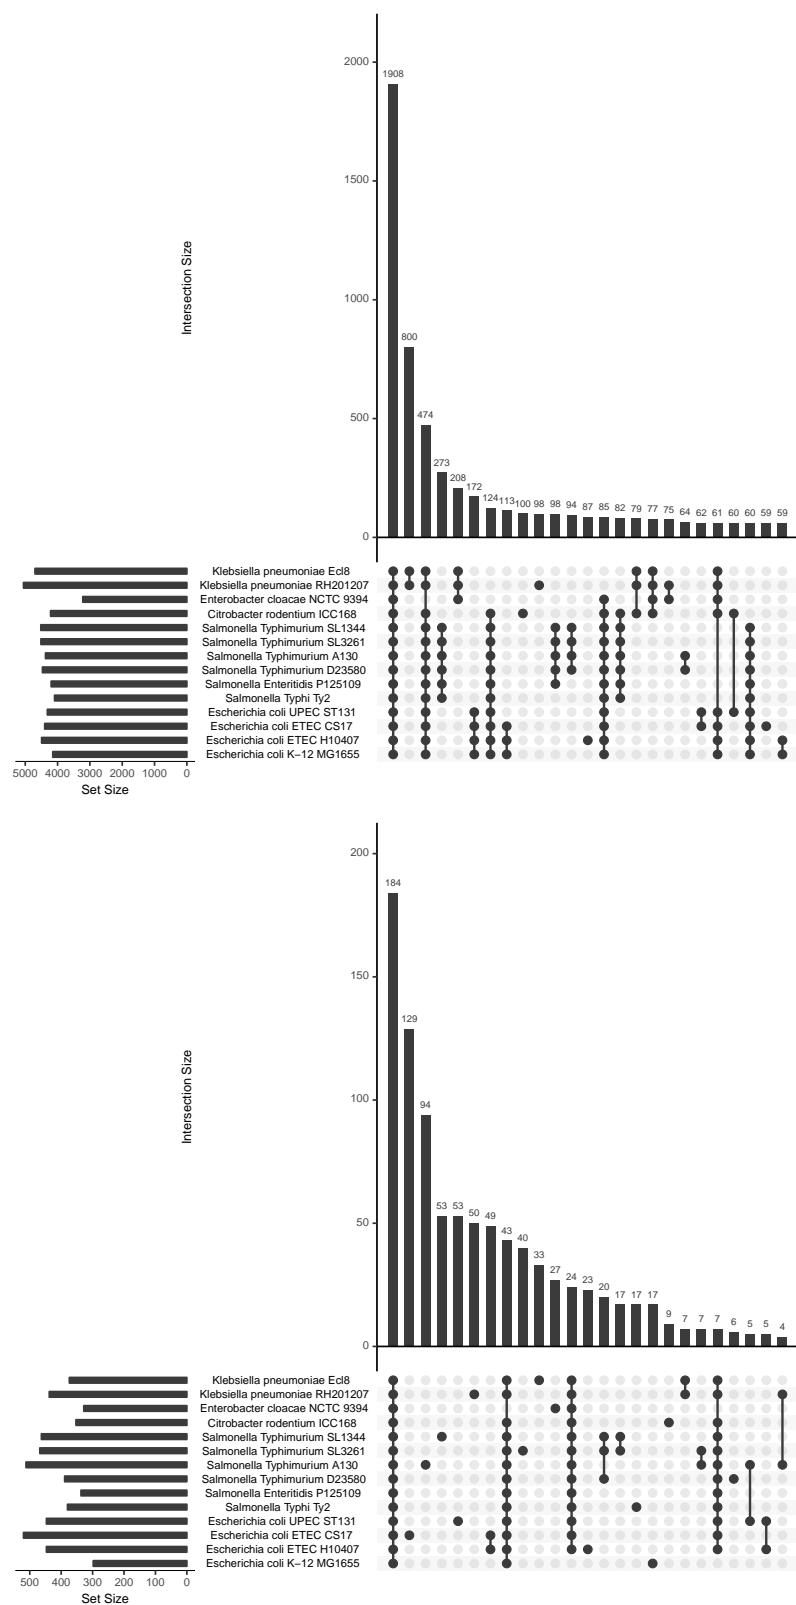 2000
1908
1500
Intersection Size
1000
800
500
474
273
208
172
124 113 100 98 98 94 87 85 82 79 77 75 64 62 61 60 60 59 59
0
Klebsiella pneumoniae Ecl8
Klebsiella pneumoniae RH201207
Enterobacter cloacae NCTC 9394
Citrobacter rodentium ICC168
Salmonella Typhimurium SL1344
Salmonella Typhimurium SL3261
Salmonella Typhimurium A130
Salmonella Typhimurium D23580
Salmonella Enteritidis P125109
Salmonella Typhi Ty2
Escherichia coli UPEC ST131
Escherichia coli ETEC CS17
Escherichia coli ETEC H10407
Escherichia coli K−12 MG1655
5000 4000 3000 2000 1000 0
Set Size
200
184
150
129
Intersection Size
100
94
53 53 50 49
50
43
40
33
27
24 23
20
17 17 17
9
7 7 7 6 5 5 4
0
Klebsiella pneumoniae Ecl8
Klebsiella pneumoniae RH201207
Enterobacter cloacae NCTC 9394
Citrobacter rodentium ICC168
Salmonella Typhimurium SL1344
Salmonella Typhimurium SL3261
Salmonella Typhimurium A130
Salmonella Typhimurium D23580
Salmonella Enteritidis P125109
Salmonella Typhi Ty2
Escherichia coli UPEC ST131
Escherichia coli ETEC CS17
Escherichia coli ETEC H10407
Escherichia coli K−12 MG1655
500 400 300 200 100 0
Set Size